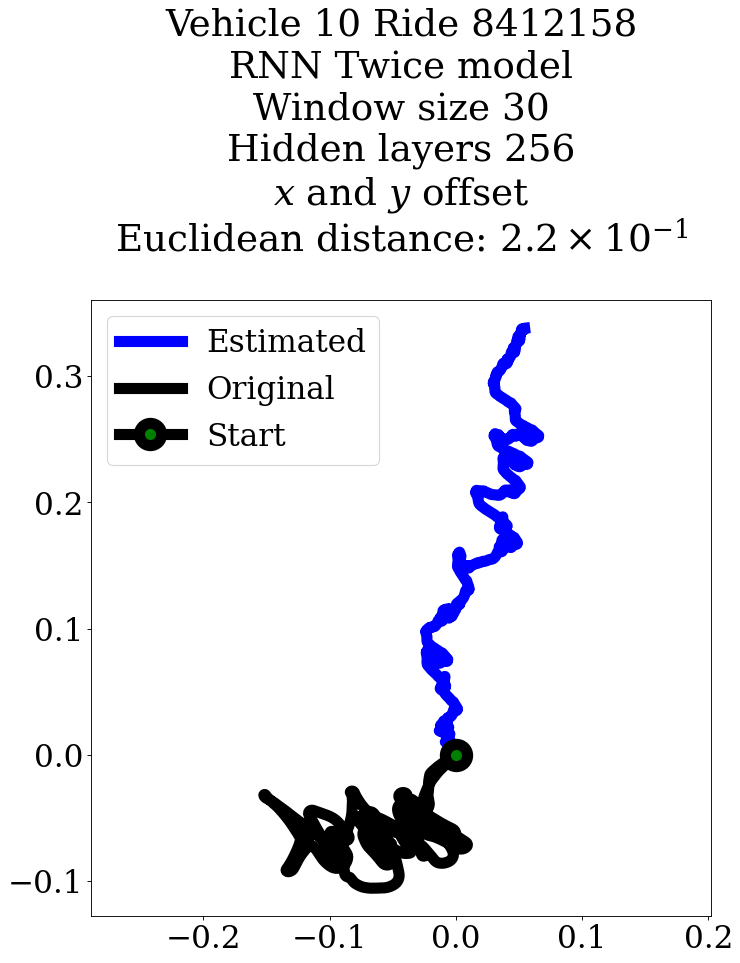 Vehicle 10 Ride 8412158
RNN Twice model
Window size 30
Hidden layers 256
x and y offset
Euclidean distance: 2.2 × 10⁻¹
Estimated
Original
Start
0.3
0.2
0.1
0.0
−0.1
−0.2 −0.1 0.0 0.1 0.2